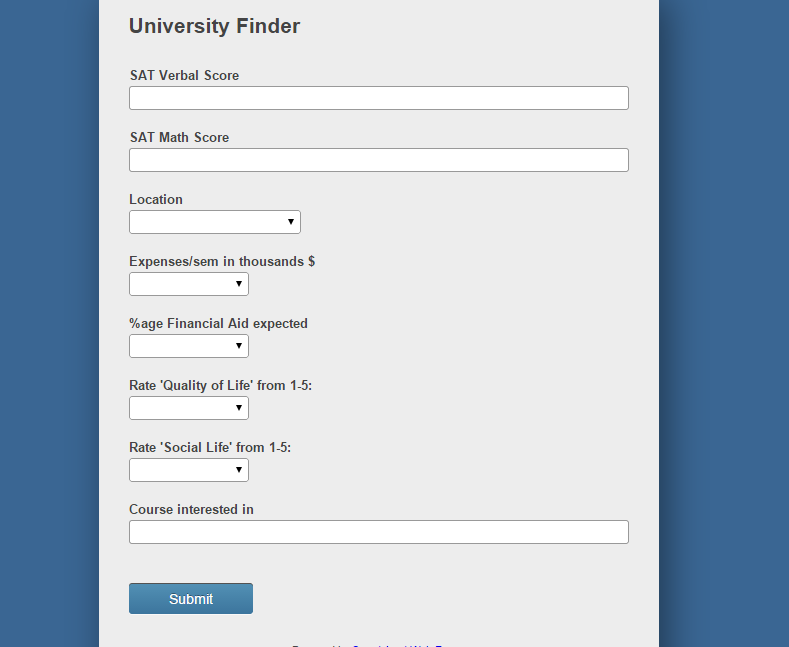 University Finder
SAT Verbal Score
SAT Math Score
Location
Expenses/sem in thousands $
%age Financial Aid expected
Rate 'Quality of Life' from 1-5:
Rate 'Social Life' from 1-5:
Course interested in
Submit